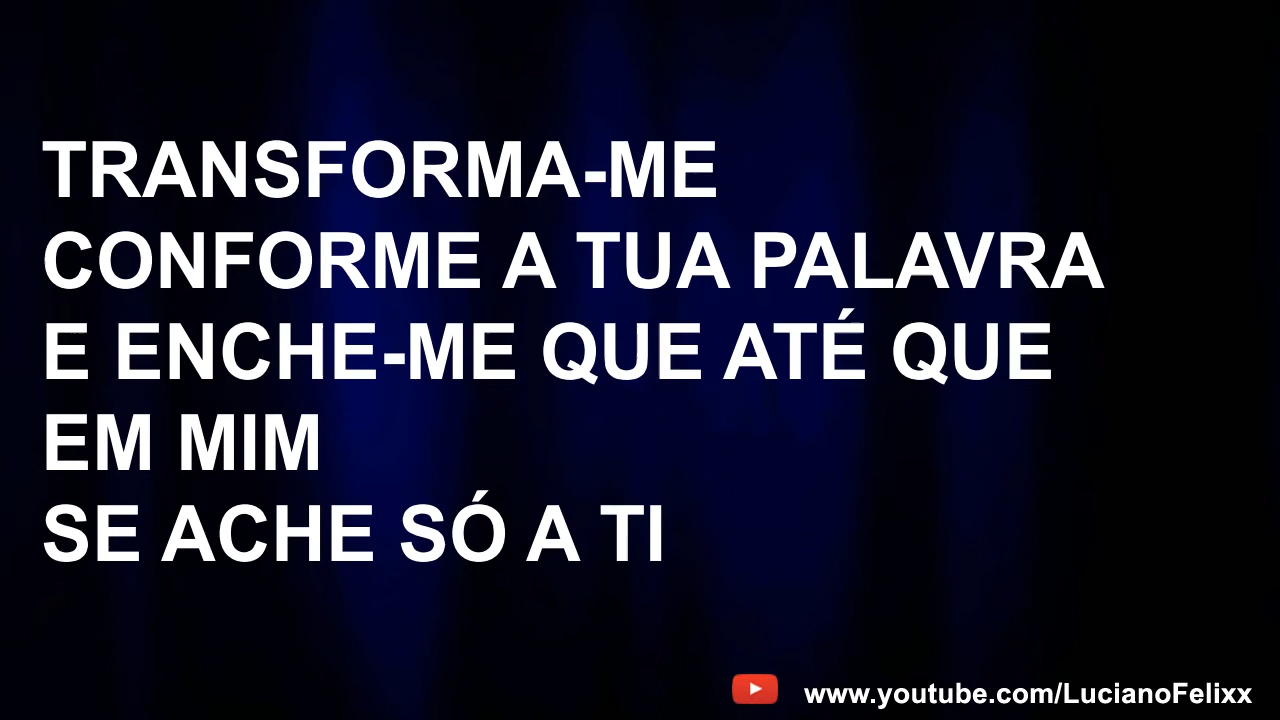 TRANSFORMA-ME
CONFORME A TUA PALAVRA
E ENCHE-ME QUE ATÉ QUE
EM MIM
SE ACHE SÓ A TI
www.youtube.com/LucianoFelixx